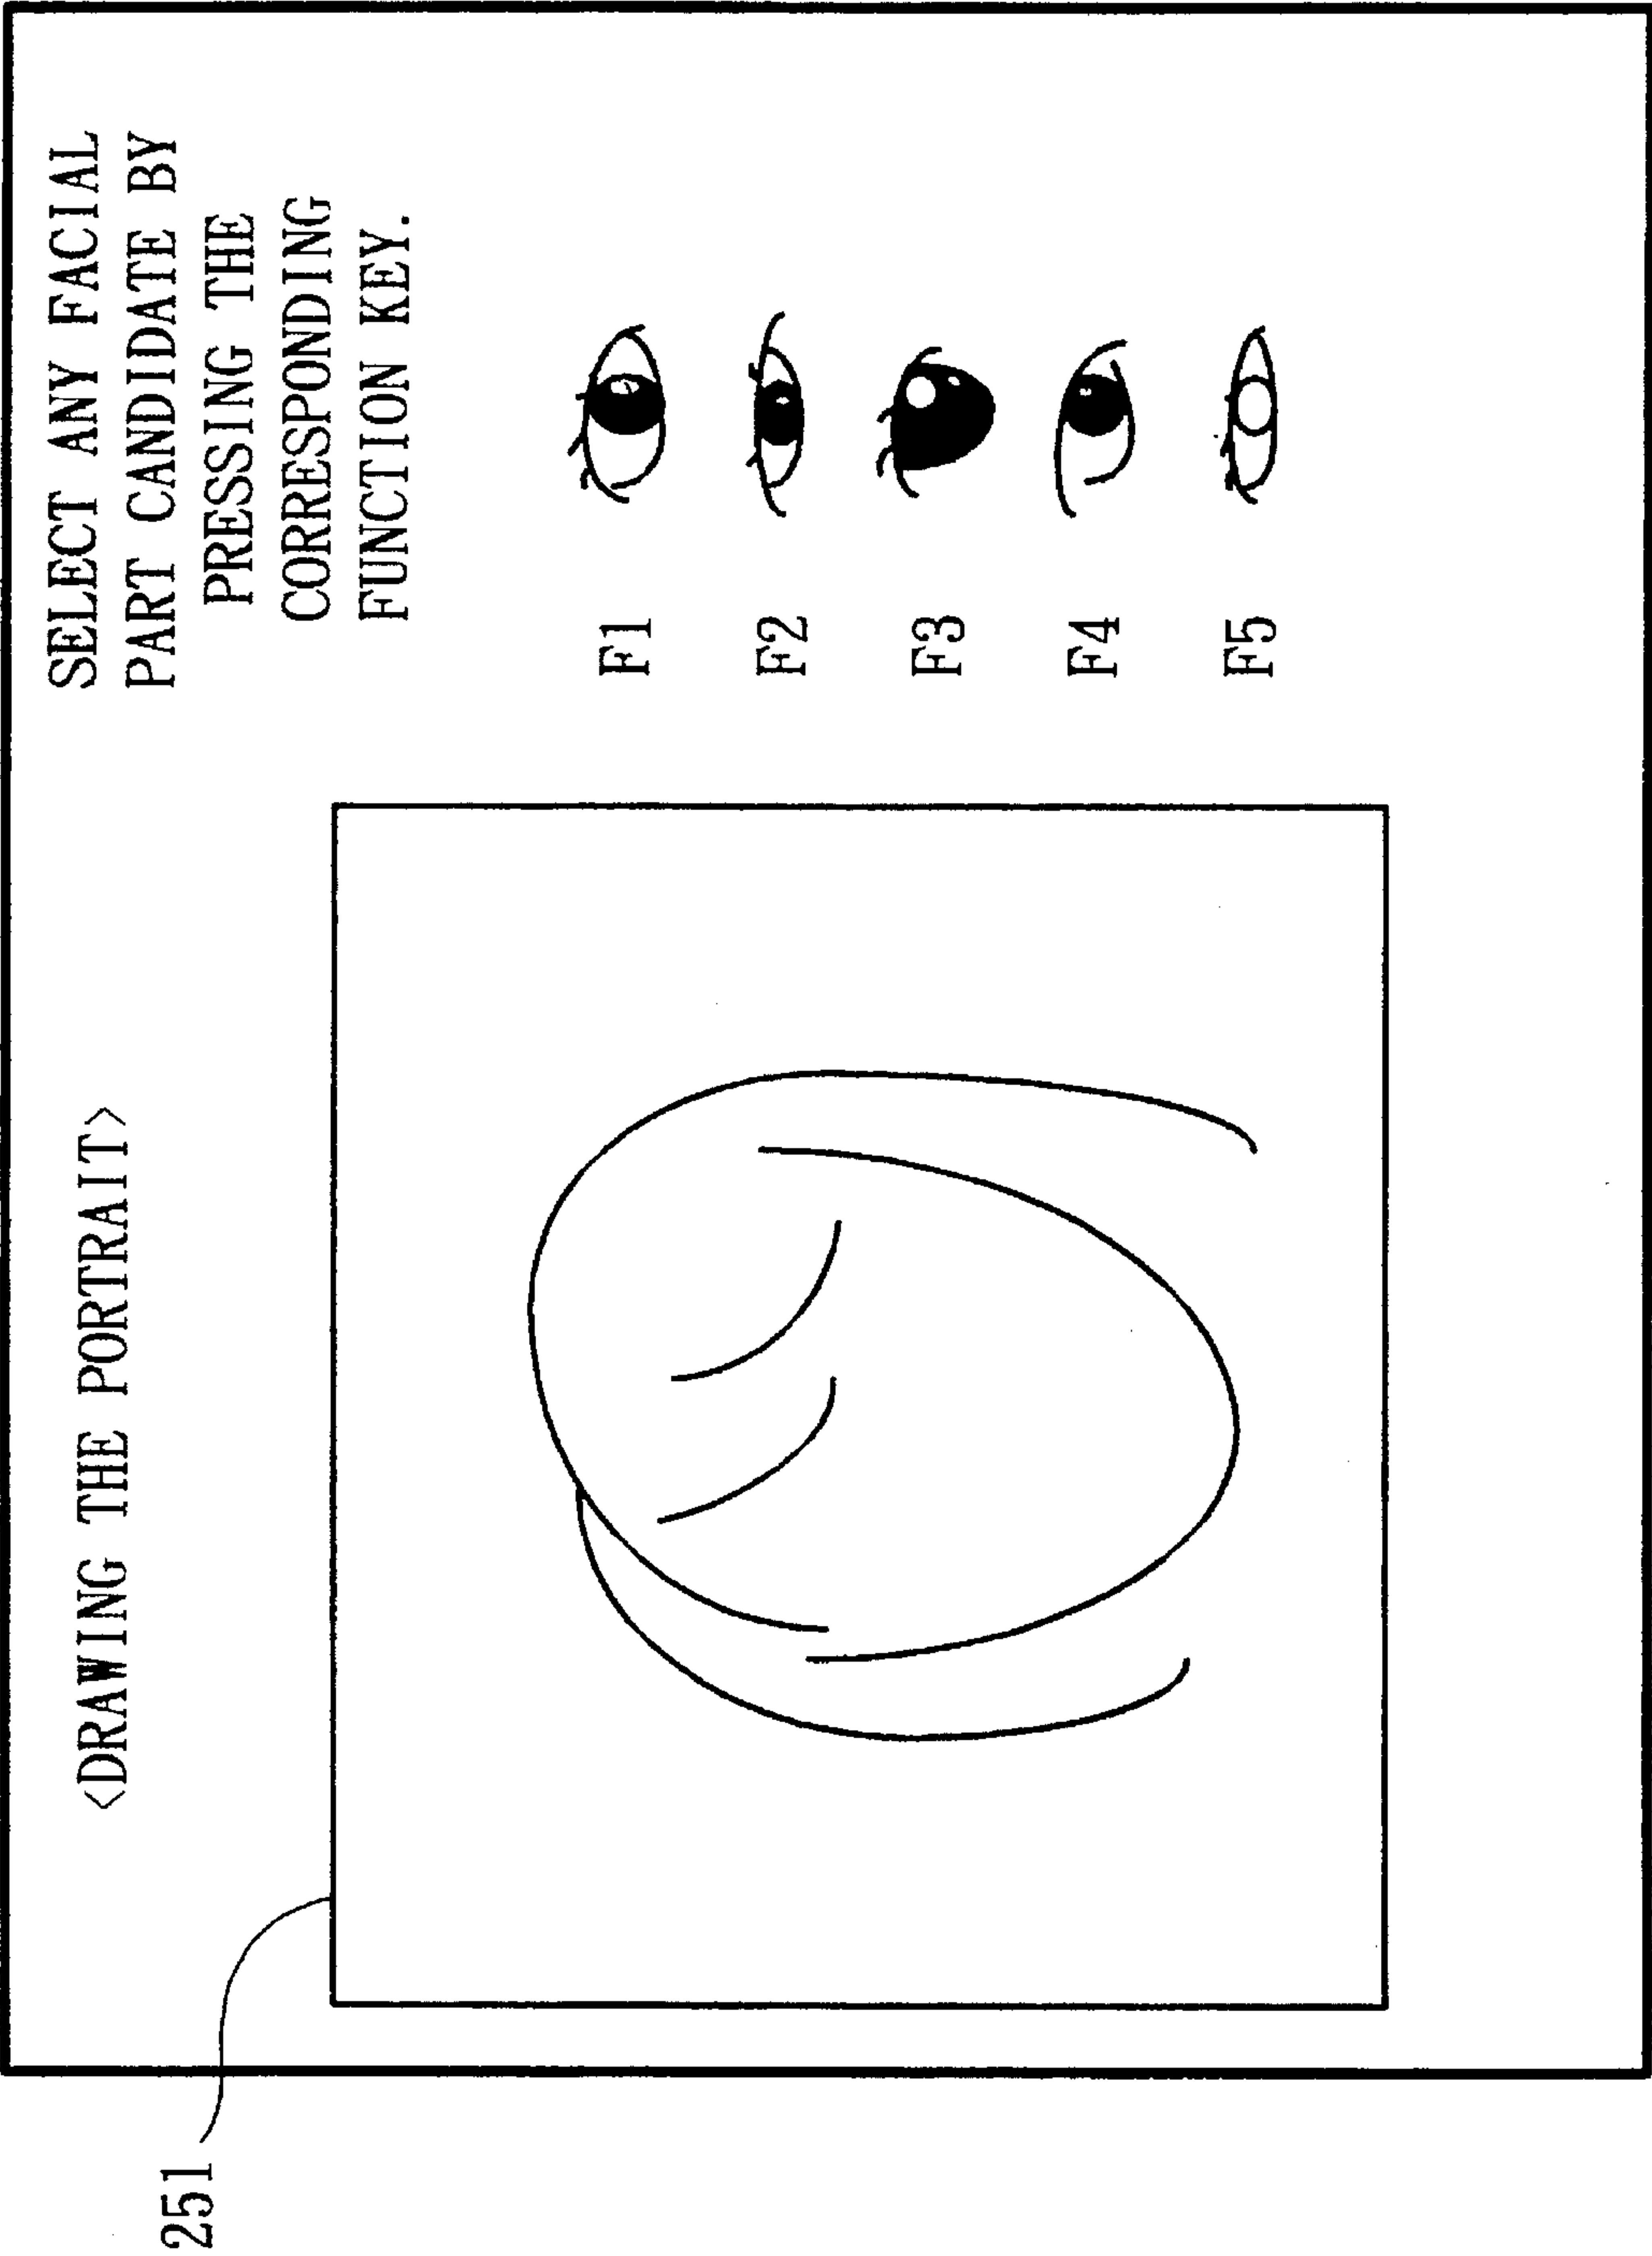 <DRAWING THE PORTRAIT>
SELECT ANY FACIAL
PART CANDIDATE BY
PRESSING THE
CORRESPONDING
FUNCTION KEY.
F1
F2
F3
F4
F5
251